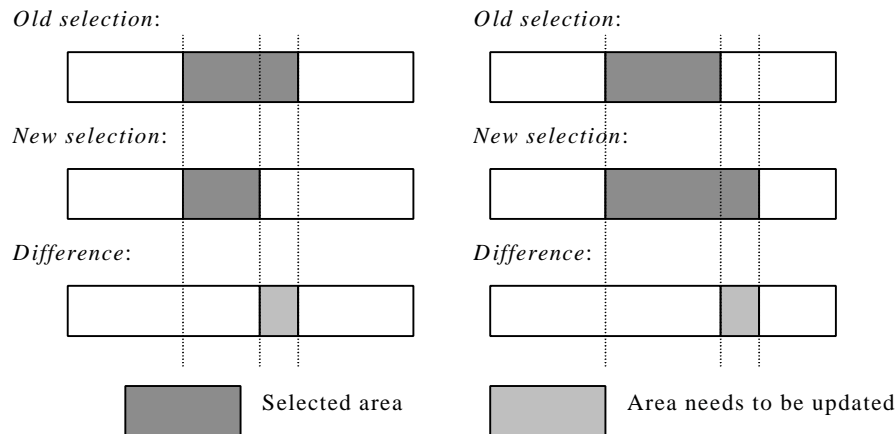 Old selection:
Old selection:
New selection:
New selection:
Difference:
Difference:
Selected area
Area needs to be updated